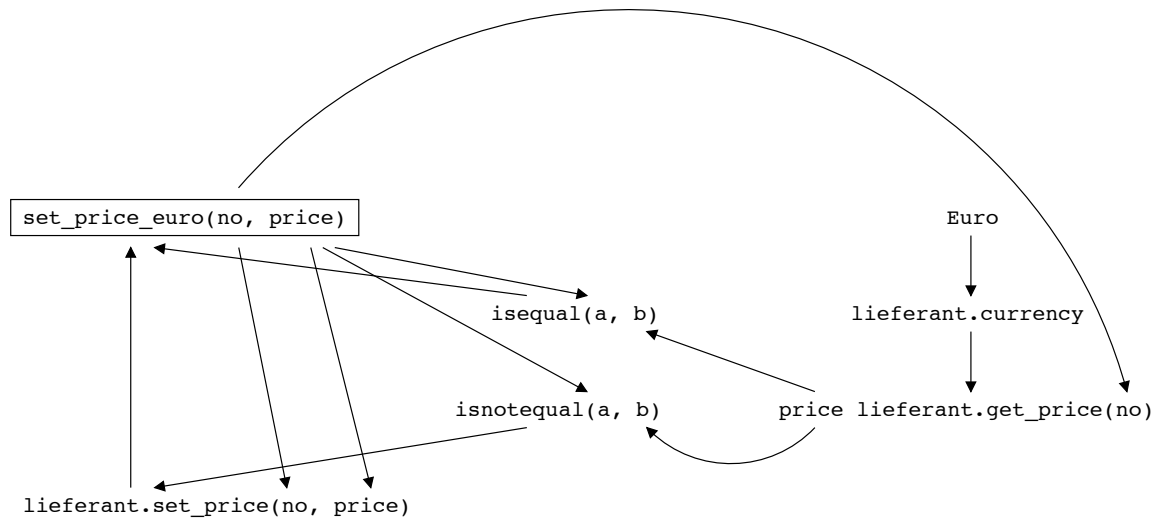 set_price_euro(no, price)
Euro
isequal(a, b)
lieferant.currency
isnotequal(a, b)
price lieferant.get_price(no)
lieferant.set_price(no, price)